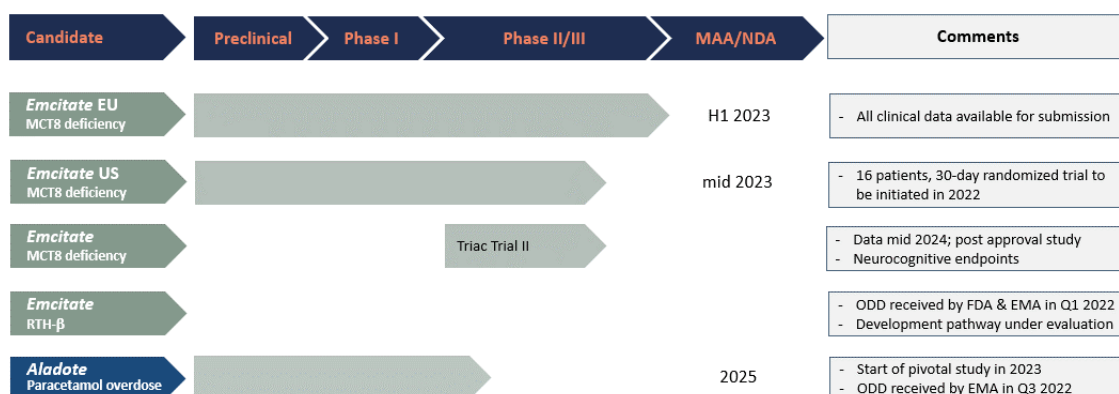 Candidate
Preclinical
Phase I
Phase II/III
MAA/NDA
Comments
Emcitate EU
MCT8 deficiency
H1 2023
- All clinical data available for submission
Emcitate US
MCT8 deficiency
mid 2023
- 16 patients, 30-day randomized trial to
be initiated in 2022
Emcitate
MCT8 deficiency
Triac Trial II
- Data mid 2024; post approval study
- Neurocognitive endpoints
Emcitate
RTH-β
- ODD received by FDA & EMA in Q1 2022
- Development pathway under evaluation
Aladote
Paracetamol overdose
2025
- Start of pivotal study in 2023
- ODD received by EMA in Q3 2022